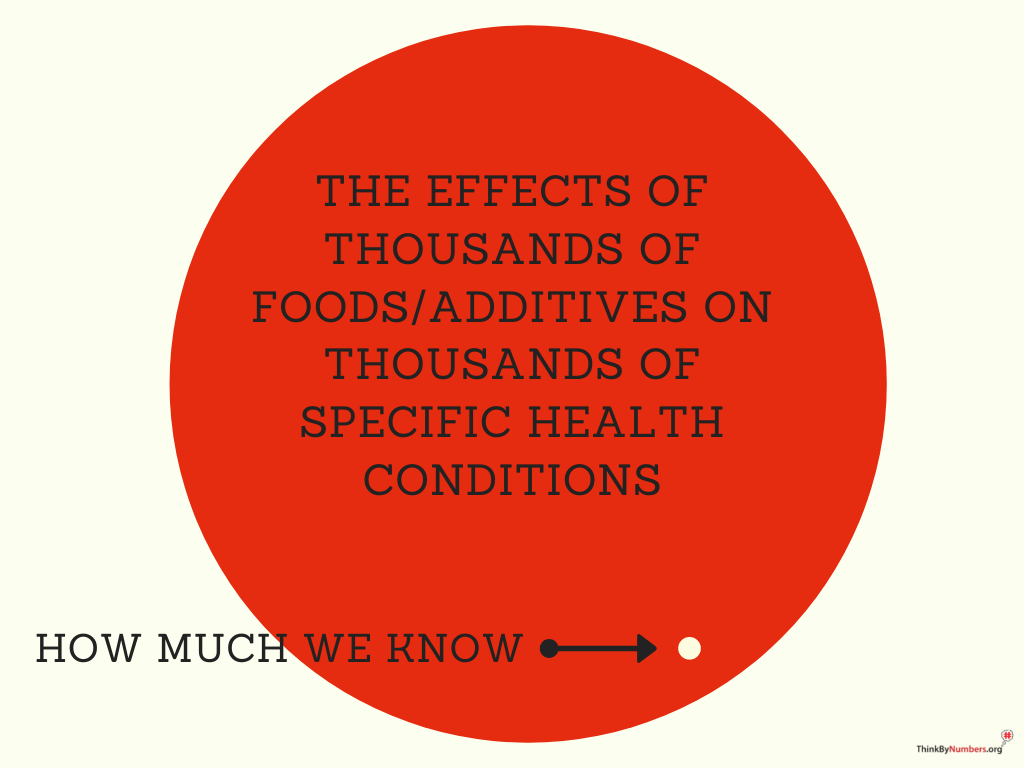 THE EFFECTS OF
THOUSANDS OF
FOODS/ADDITIVES ON
THOUSANDS OF
SPECIFIC HEALTH
CONDITIONS
HOW MUCH WE KNOW
#
ThinkByNumbers.org